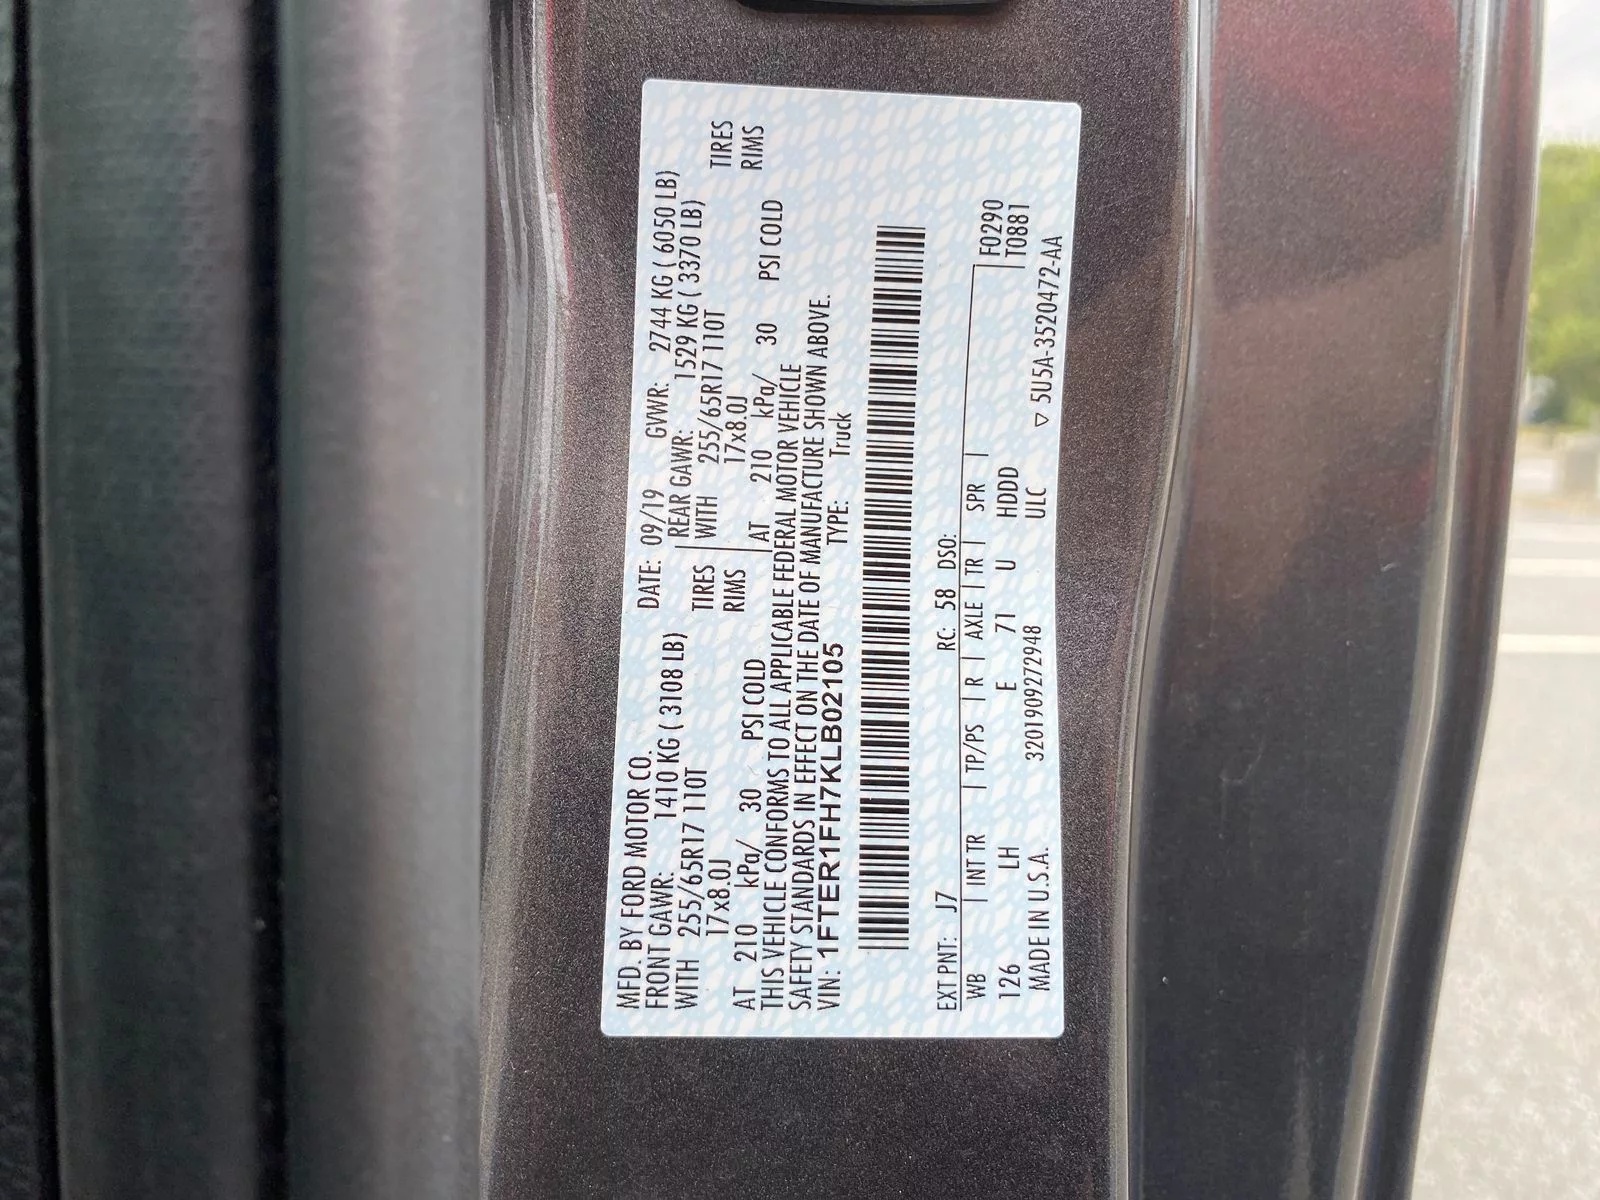 MFD. BY FORD MOTOR CO. DATE: 09/19 GVWR: 2744 KG ( 6050 LB)
FRONT GAWR: 1410 KG ( 3108 LB) REAR GAWR: 1529 KG ( 3370 LB)
WITH 255/65R17 110T TIRES WITH 255/65R17 110T TIRES
17x8.0J RIMS 17x8.0J RIMS
AT 210 kPa/ 30 PSI COLD AT 210 kPa/ 30 PSI COLD
THIS VEHICLE CONFORMS TO ALL APPLICABLE FEDERAL MOTOR VEHICLE
SAFETY STANDARDS IN EFFECT ON THE DATE OF MANUFACTURE SHOWN ABOVE.
VIN: 1FTER1FH7KLB02105 TYPE: Truck
EXT PNT: J7 RC: 58 DSO:
WB | INT TR | TP/PS | R | AXLE | TR | SPR | F0290
126 LH E 71 U HDDD T0881
MADE IN U.S.A. 3201909272948 ULC ▽ 5U5A-3520472-AA